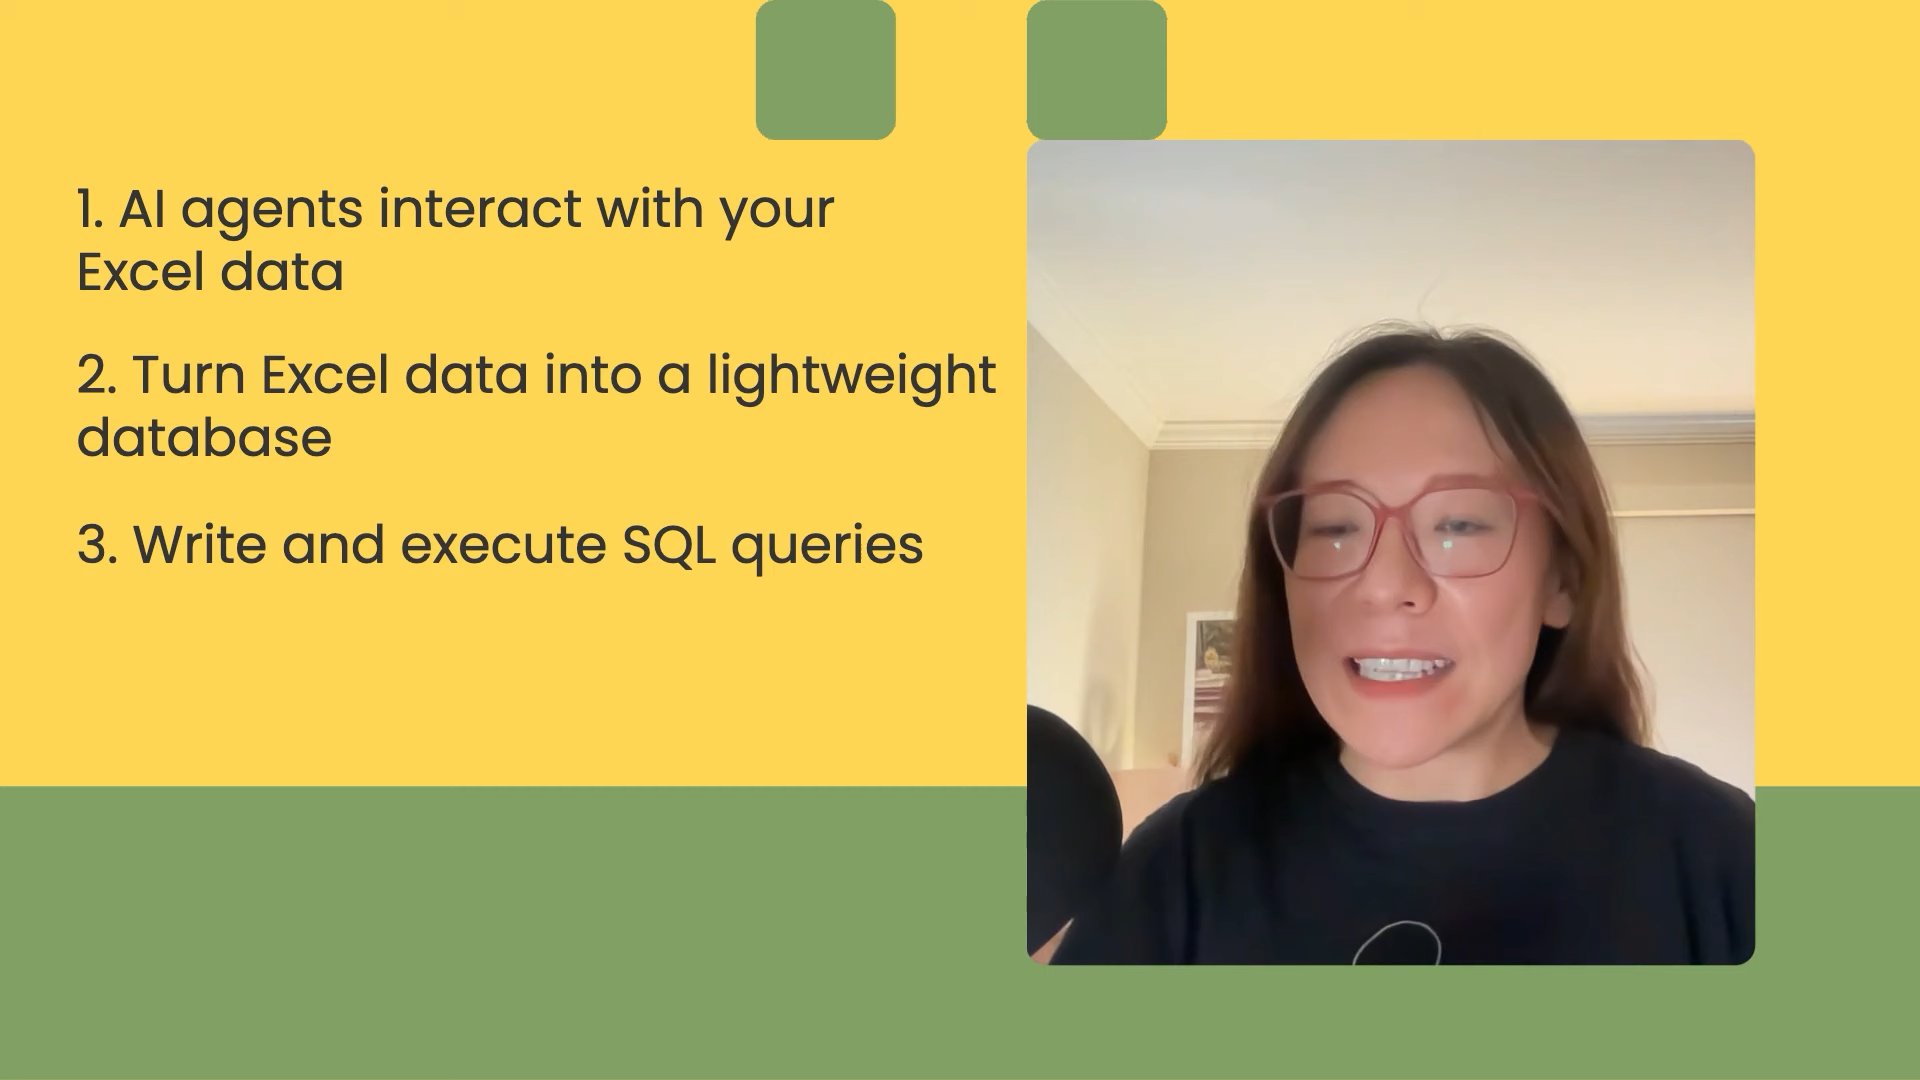 1. AI agents interact with your
Excel data
2. Turn Excel data into a lightweight
database
3. Write and execute SQL queries